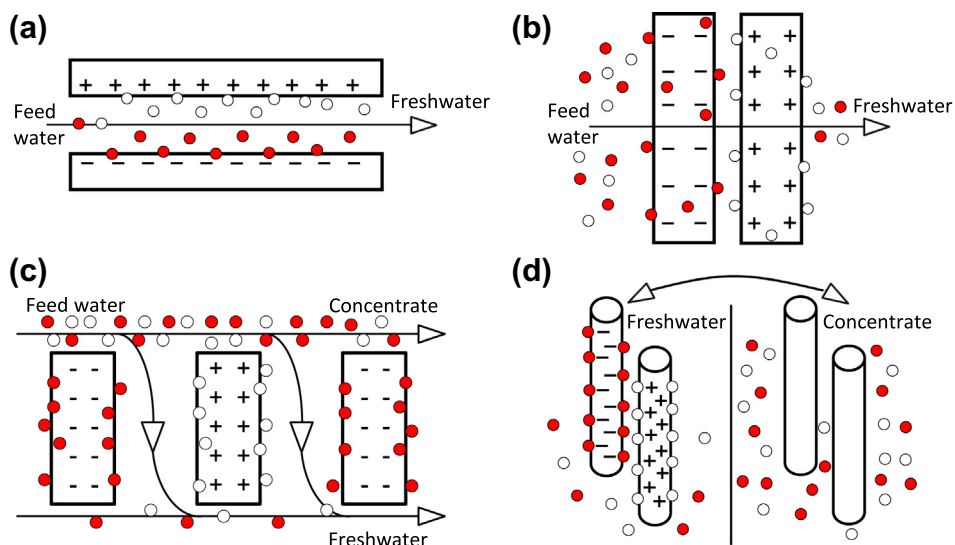 (a)
+ + + + + + + + +
Feed
water
Freshwater
− − − − − − − − − −
(b)
Feed
water
Freshwater
− −
− −
− −
− −
− −
− −
+ +
+ +
+ +
+ +
+ +
+ +
(c)
Feed water
Concentrate
- -
- -
- -
- -
- -
+ +
+ +
+ +
+ +
+ +
- -
- -
- -
- -
- -
Freshwater
(d)
Freshwater
Concentrate